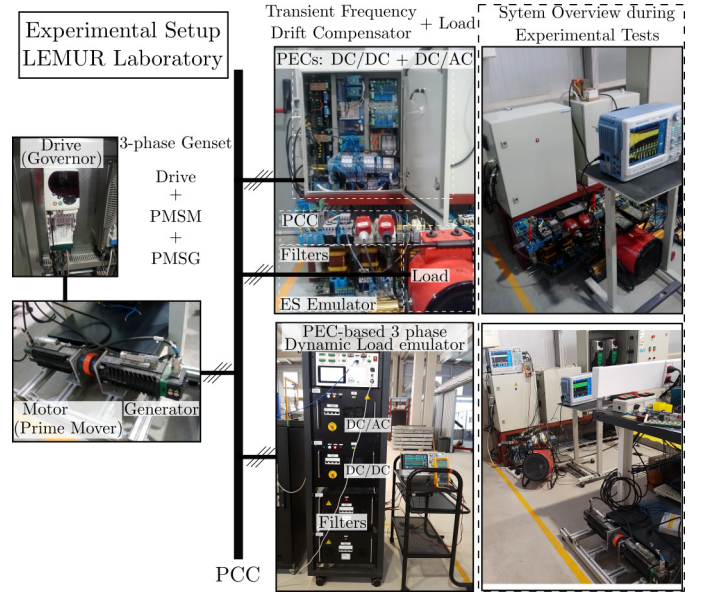 Experimental Setup
LEMUR Laboratory
Transient Frequency
Drift Compensator
+ Load
Sytem Overview during
Experimental Tests
PECs: DC/DC + DC/AC
Drive
(Governor)
3-phase Genset
Drive
+
PMSM
+
PMSG
PCC
Filters
Load
ES Emulator
Motor
(Prime Mover)
Generator
PEC-based 3 phase
Dynamic Load emulator
DC/AC
DC/DC
Filters
PCC